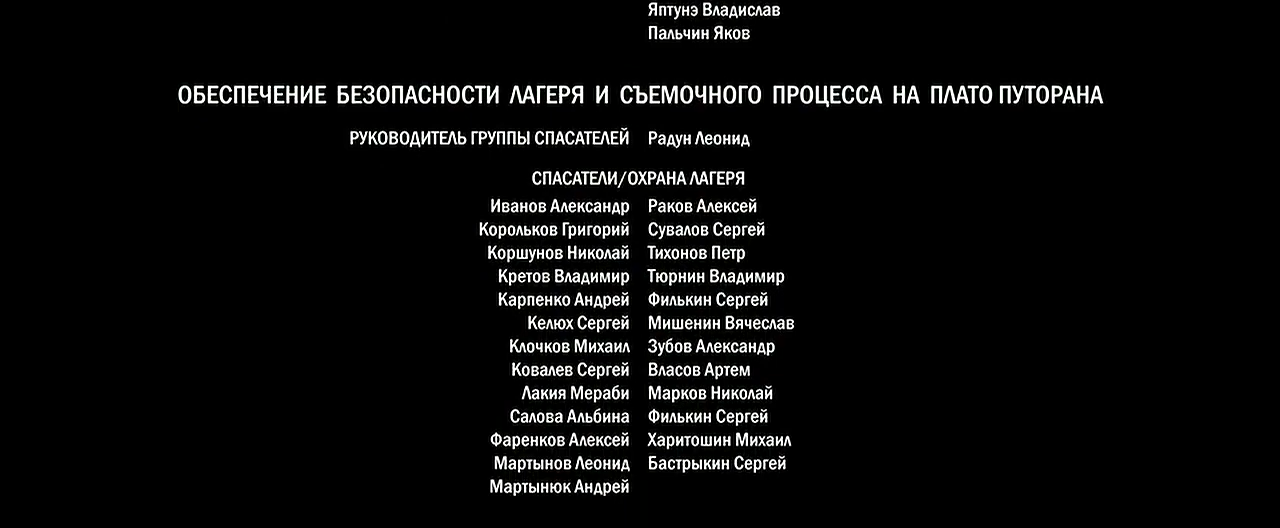 Яптунэ Владислав
Пальчин Яков
ОБЕСПЕЧЕНИЕ БЕЗОПАСНОСТИ ЛАГЕРЯ И СЪЕМОЧНОГО ПРОЦЕССА НА ПЛАТО ПУТОРАНА
РУКОВОДИТЕЛЬ ГРУППЫ СПАСАТЕЛЕЙ Радун Леонид
СПАСАТЕЛИ/ОХРАНА ЛАГЕРЯ
Иванов Александр Раков Алексей
Корольков Григорий Сувалов Сергей
Коршунов Николай Тихонов Петр
Кретов Владимир Тюрнин Владимир
Карпенко Андрей Филькин Сергей
Келюх Сергей Мишенин Вячеслав
Клочков Михаил Зубов Александр
Ковалев Сергей Власов Артем
Лакия Мераби Марков Николай
Салова Альбина Филькин Сергей
Фаренков Алексей Харитошин Михаил
Мартынов Леонид Бастрыкин Сергей
Мартынюк Андрей